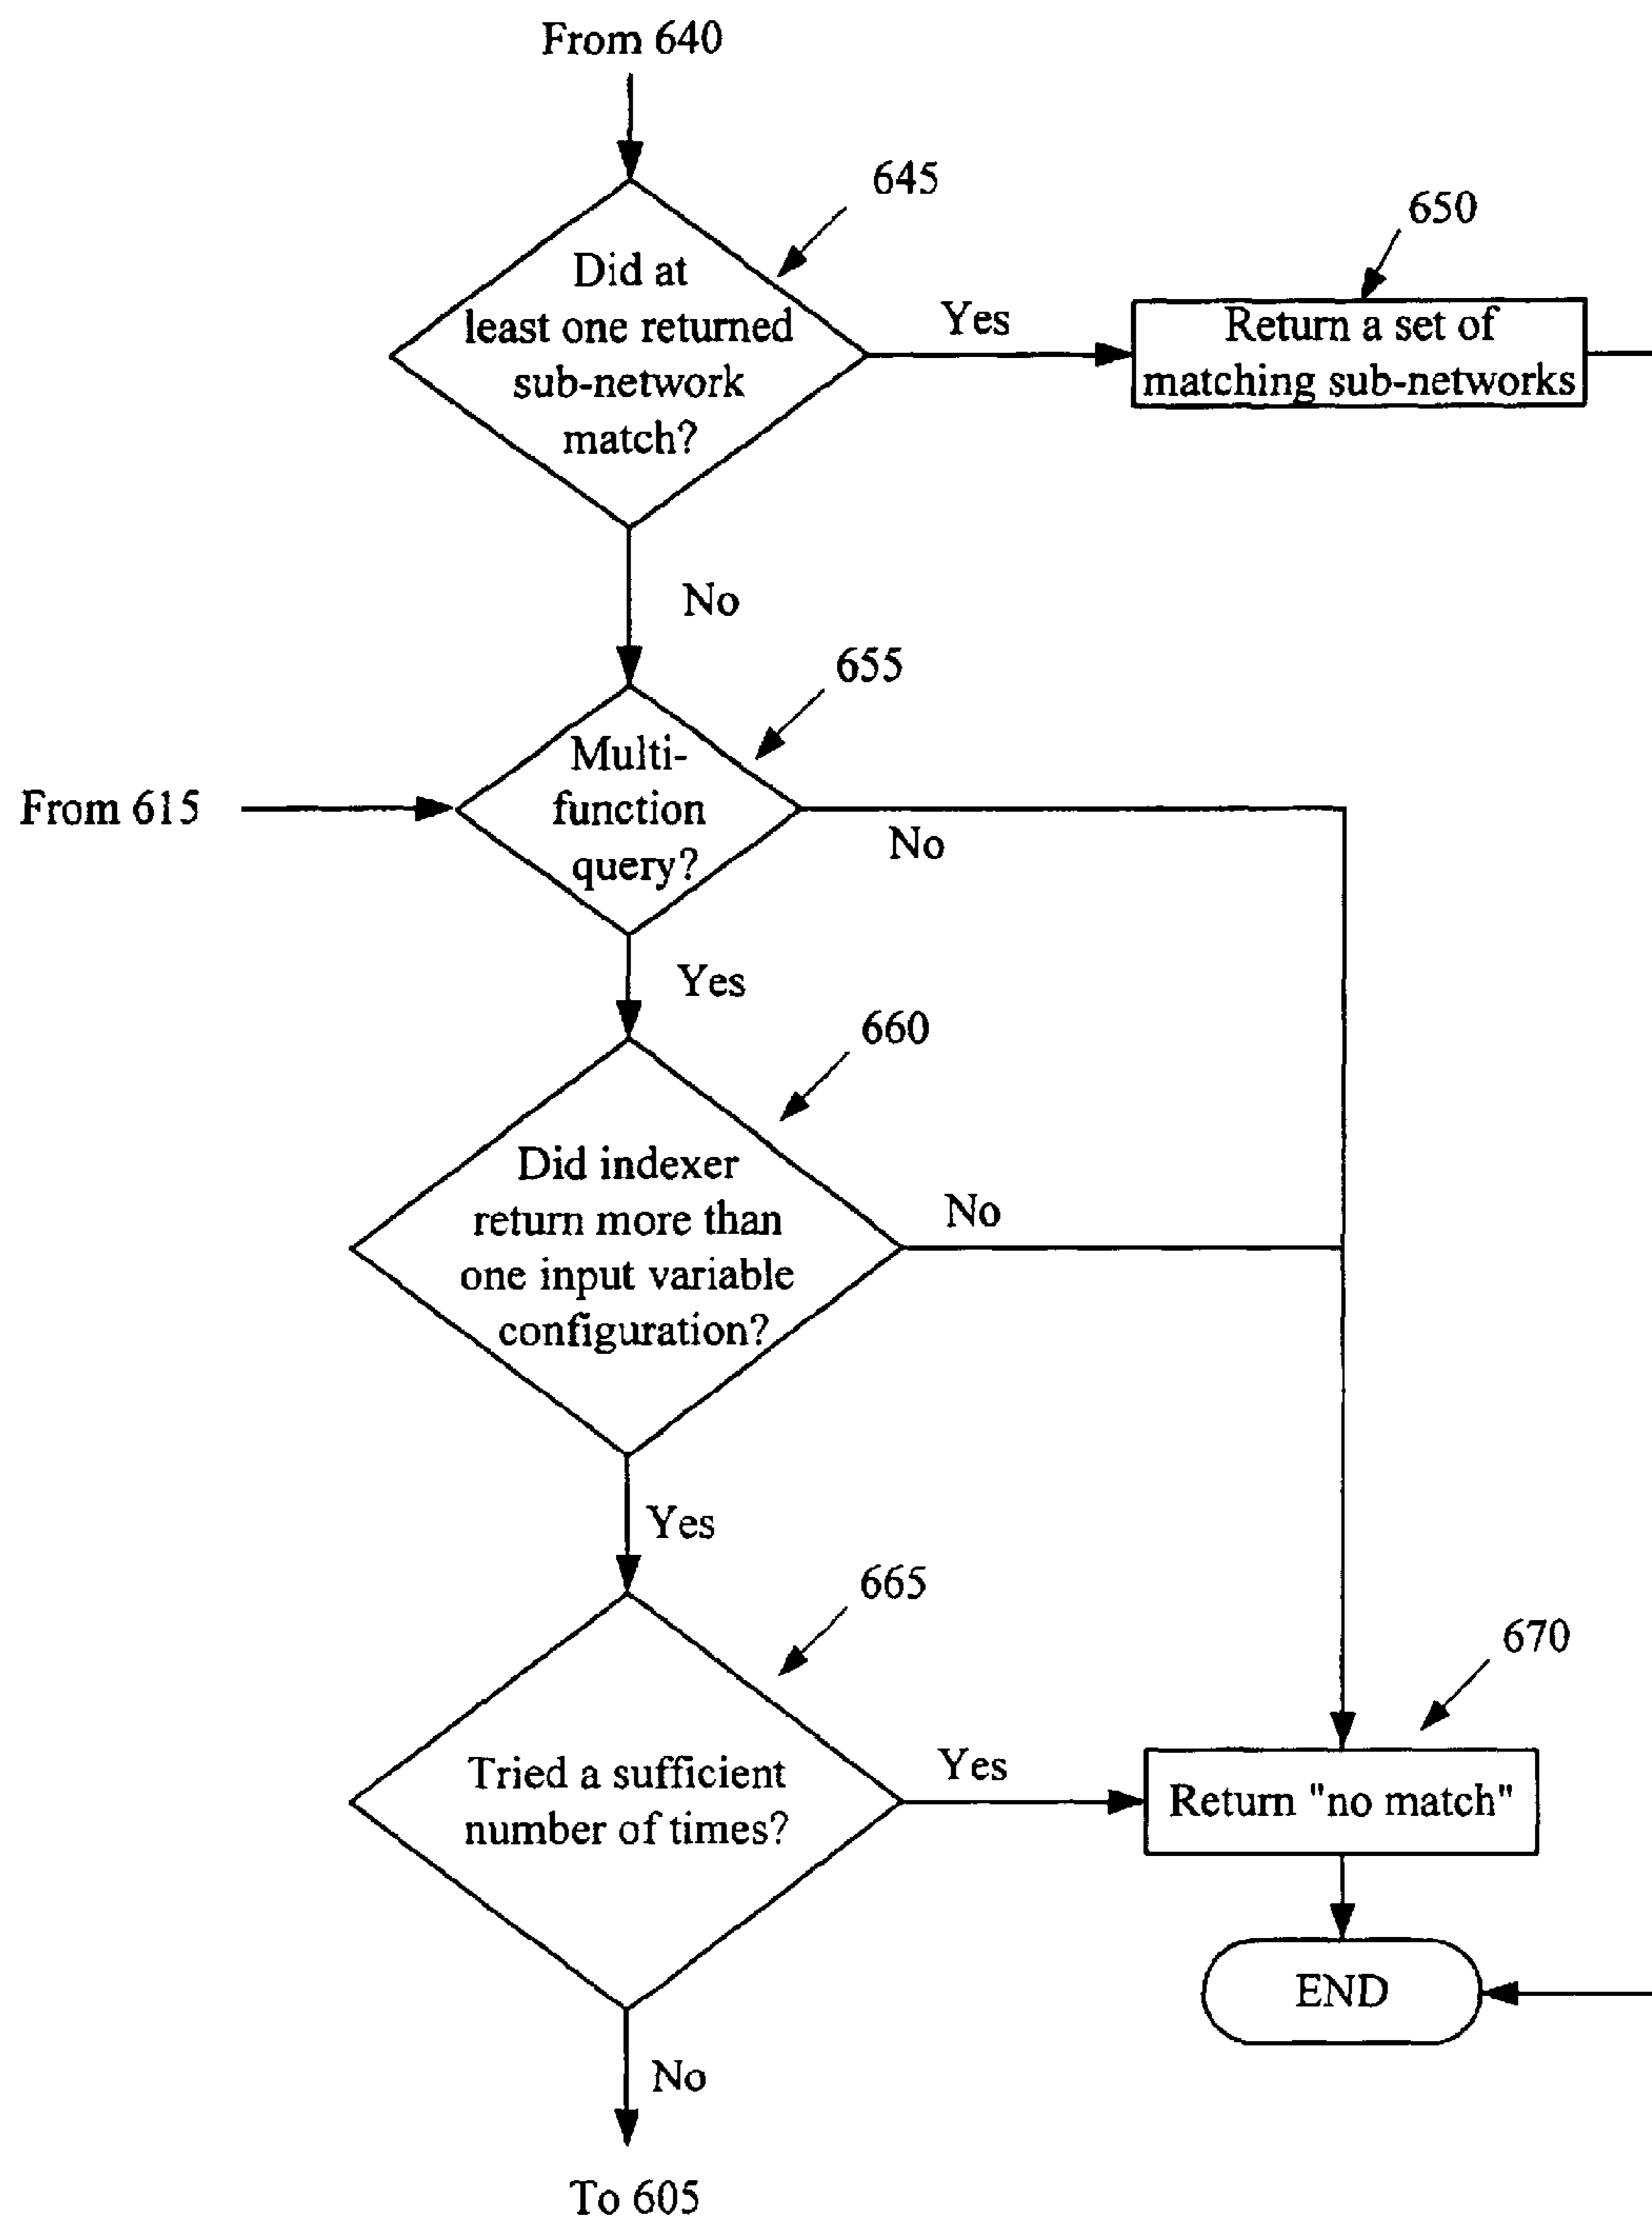 From 640
645
Did at
least one returned
sub-network
match?
Yes
650
Return a set of
matching sub-networks
No
655
From 615
Multi-
function
query?
No
Yes
660
Did indexer
return more than
one input variable
configuration?
No
Yes
665
Tried a sufficient
number of times?
Yes
670
Return "no match"
END
No
To 605